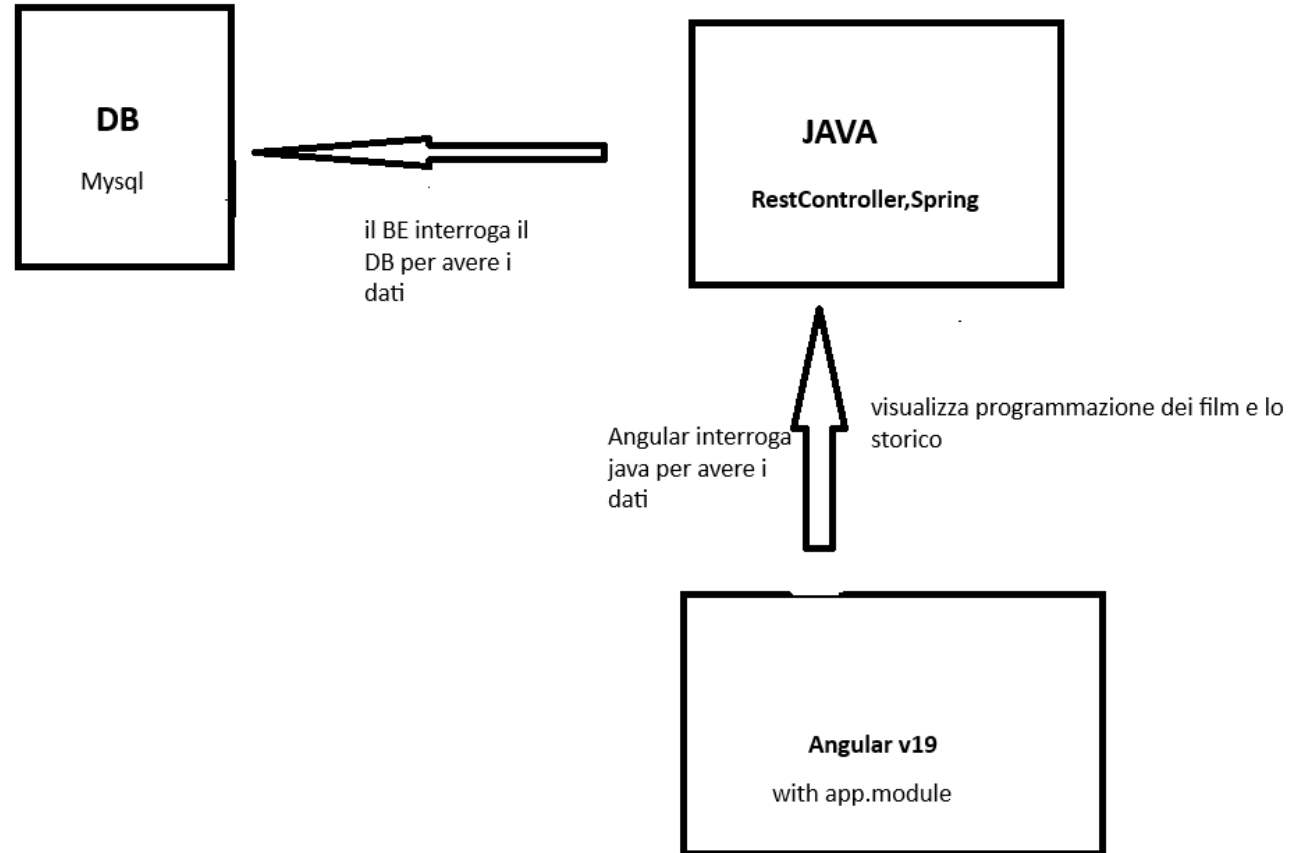 DB
Mysql
il BE interroga il
DB per avere i
dati
JAVA
RestController,Spring
Angular interroga
java per avere i
dati
visualizza programmazione dei film e lo
storico
Angular v19
with app.module